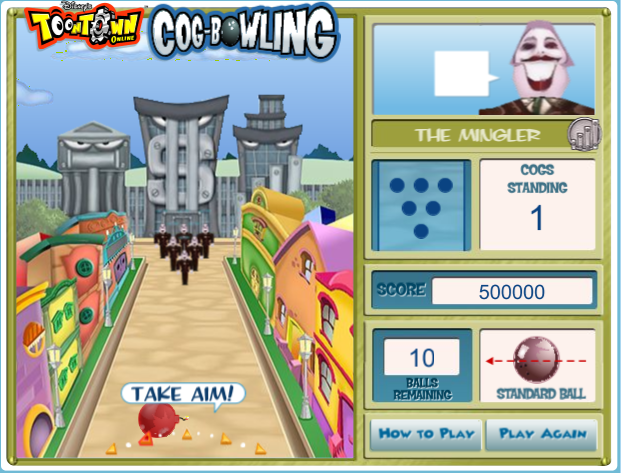 Disney's
TOONTOWN
ONLINE
COG-BOWLING
THE MINGLER
COGS
STANDING
1
SCORE 500000
10
BALLS
REMAINING
STANDARD BALL
TAKE AIM!
HOW TO PLAY
PLAY AGAIN